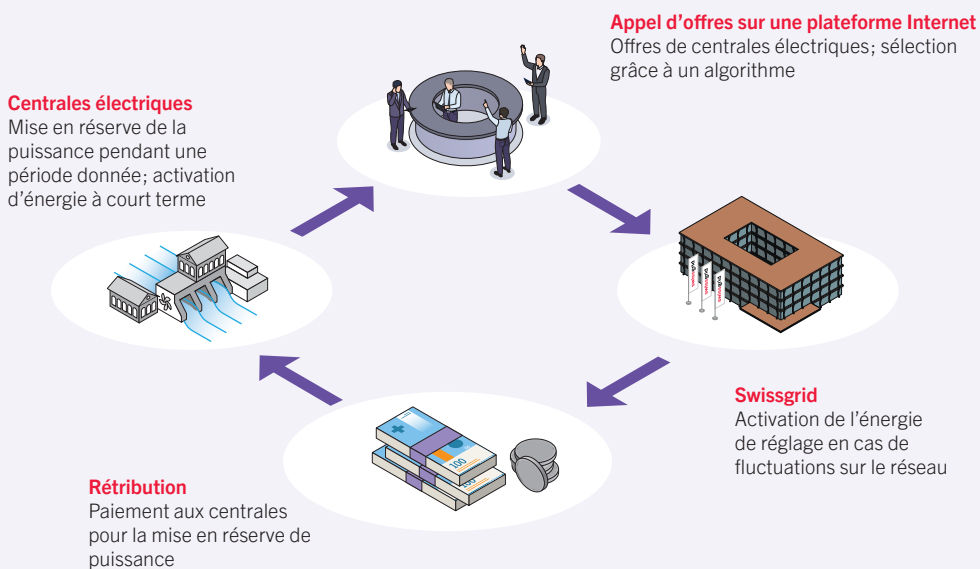 Appel d’offres sur une plateforme Internet
Offres de centrales électriques; sélection
grâce à un algorithme
Centrales électriques
Mise en réserve de la
puissance pendant une
période donnée; activation
d’énergie à court terme
Swissgrid
Activation de l’énergie
de réglage en cas de
fluctuations sur le réseau
Rétribution
Paiement aux centrales
pour la mise en réserve de
puissance
100
100